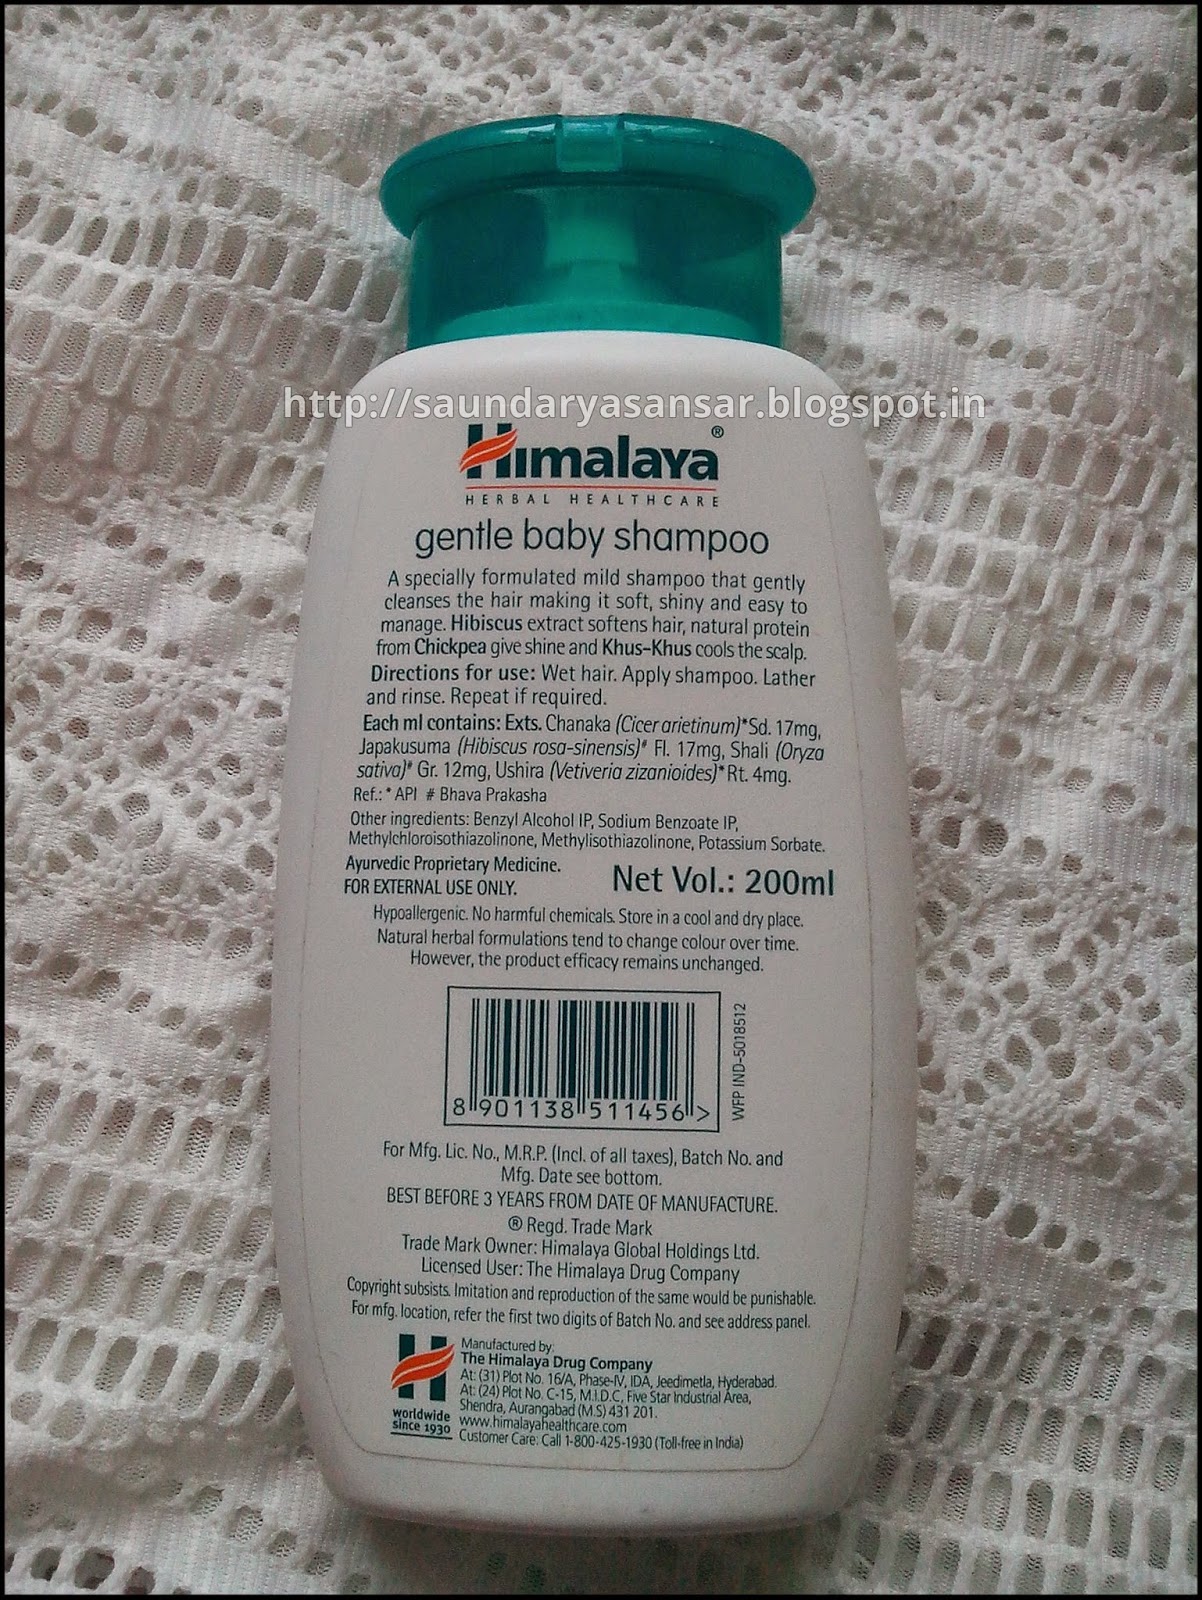 http://saundaryasansar.blogspot.in
Himalaya®
HERBAL HEALTHCARE
gentle baby shampoo
A specially formulated mild shampoo that gently
cleanses the hair making it soft, shiny and easy to
manage. Hibiscus extract softens hair, natural protein
from Chickpea give shine and Khus-Khus cools the scalp.
Directions for use: Wet hair. Apply shampoo. Lather
and rinse. Repeat if required.
Each ml contains: Exts. Chanaka (Cicer arietinum)*Sd. 17mg,
Japakusuma (Hibiscus rosa-sinensis)# Fl. 17mg, Shali (Oryza
sativa)# Gr. 12mg, Ushira (Vetiveria zizanioides)* Rt. 4mg.
Ref.: * API # Bhava Prakasha
Other ingredients: Benzyl Alcohol IP, Sodium Benzoate IP,
Methylchloroisothiazolinone, Methylisothiazolinone, Potassium Sorbate.
Ayurvedic Proprietary Medicine.
FOR EXTERNAL USE ONLY.
Net Vol.: 200ml
Hypoallergenic. No harmful chemicals. Store in a cool and dry place.
Natural herbal formulations tend to change colour over time.
However, the product efficacy remains unchanged.
8 901138 511456 >
WFP IND-5018512
For Mfg. Lic. No., M.R.P. (Incl. of all taxes), Batch No. and
Mfg. Date see bottom.
BEST BEFORE 3 YEARS FROM DATE OF MANUFACTURE.
® Regd. Trade Mark
Trade Mark Owner: Himalaya Global Holdings Ltd.
Licensed User: The Himalaya Drug Company
Copyright subsists. Imitation and reproduction of the same would be punishable.
For mfg. location, refer the first two digits of Batch No. and see address panel.
Manufactured by:
The Himalaya Drug Company
At: (31) Plot No. 16/A, Phase-IV, IDA, Jeedimetla, Hyderabad.
At: (24) Plot No. C-15, M.I.D.C, Five Star Industrial Area,
Shendra, Aurangabad (M.S) 431 201.
www.himalayahealthcare.com
Customer Care: Call 1-800-425-1930 (Toll-free in India)
worldwide
since 1930